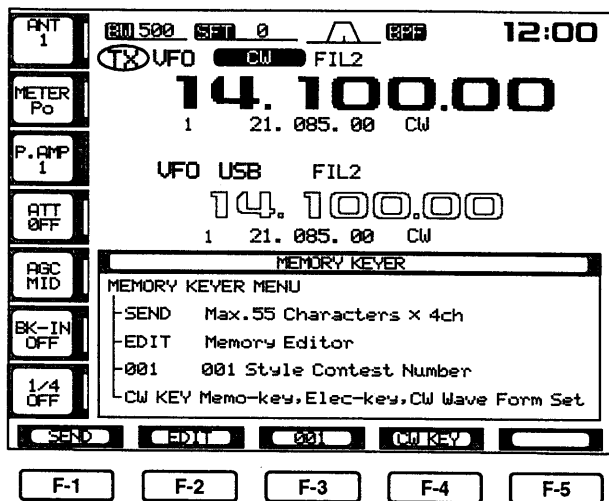 ANT
1
BW 500 SFT 0 BPF 12:00
TX VFO CW FIL2
14.100.00
1 21.085.00 CW
METER
Po
P.AMP
1
VFO USB FIL2
14.100.00
1 21.085.00 CW
ATT
OFF
AGC
MID
BK-IN
OFF
1/4
OFF
MEMORY KEYER
MEMORY KEYER MENU
SEND Max.55 Characters × 4ch
EDIT Memory Editor
001 001 Style Contest Number
CW KEY Memo-key,Elec-key,CW Wave Form Set
SEND EDIT 001 CW KEY
F-1 F-2 F-3 F-4 F-5